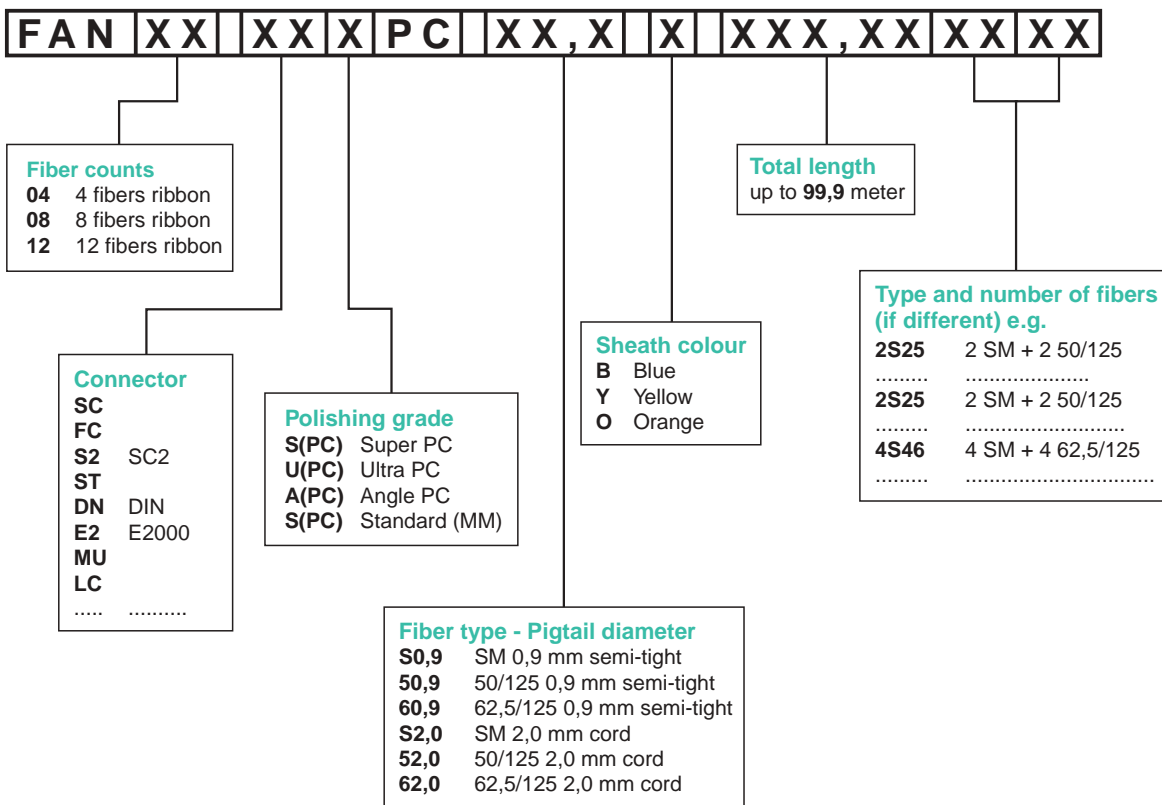 FAN XX XX X PC XX,X X XXX,XX XX XX
Fiber counts
04 4 fibers ribbon
08 8 fibers ribbon
12 12 fibers ribbon
Total length
up to 99,9 meter
Type and number of fibers
(if different) e.g.
2S25 2 SM + 2 50/125
......... .....................
2S25 2 SM + 2 50/125
......... ...........................
4S46 4 SM + 4 62,5/125
......... ................................
Sheath colour
B Blue
Y Yellow
O Orange
Connector
SC
FC
S2 SC2
ST
DN DIN
E2 E2000
MU
LC
..... ..........
Polishing grade
S(PC) Super PC
U(PC) Ultra PC
A(PC) Angle PC
S(PC) Standard (MM)
Fiber type - Pigtail diameter
S0,9 SM 0,9 mm semi-tight
50,9 50/125 0,9 mm semi-tight
60,9 62,5/125 0,9 mm semi-tight
S2,0 SM 2,0 mm cord
52,0 50/125 2,0 mm cord
62,0 62,5/125 2,0 mm cord